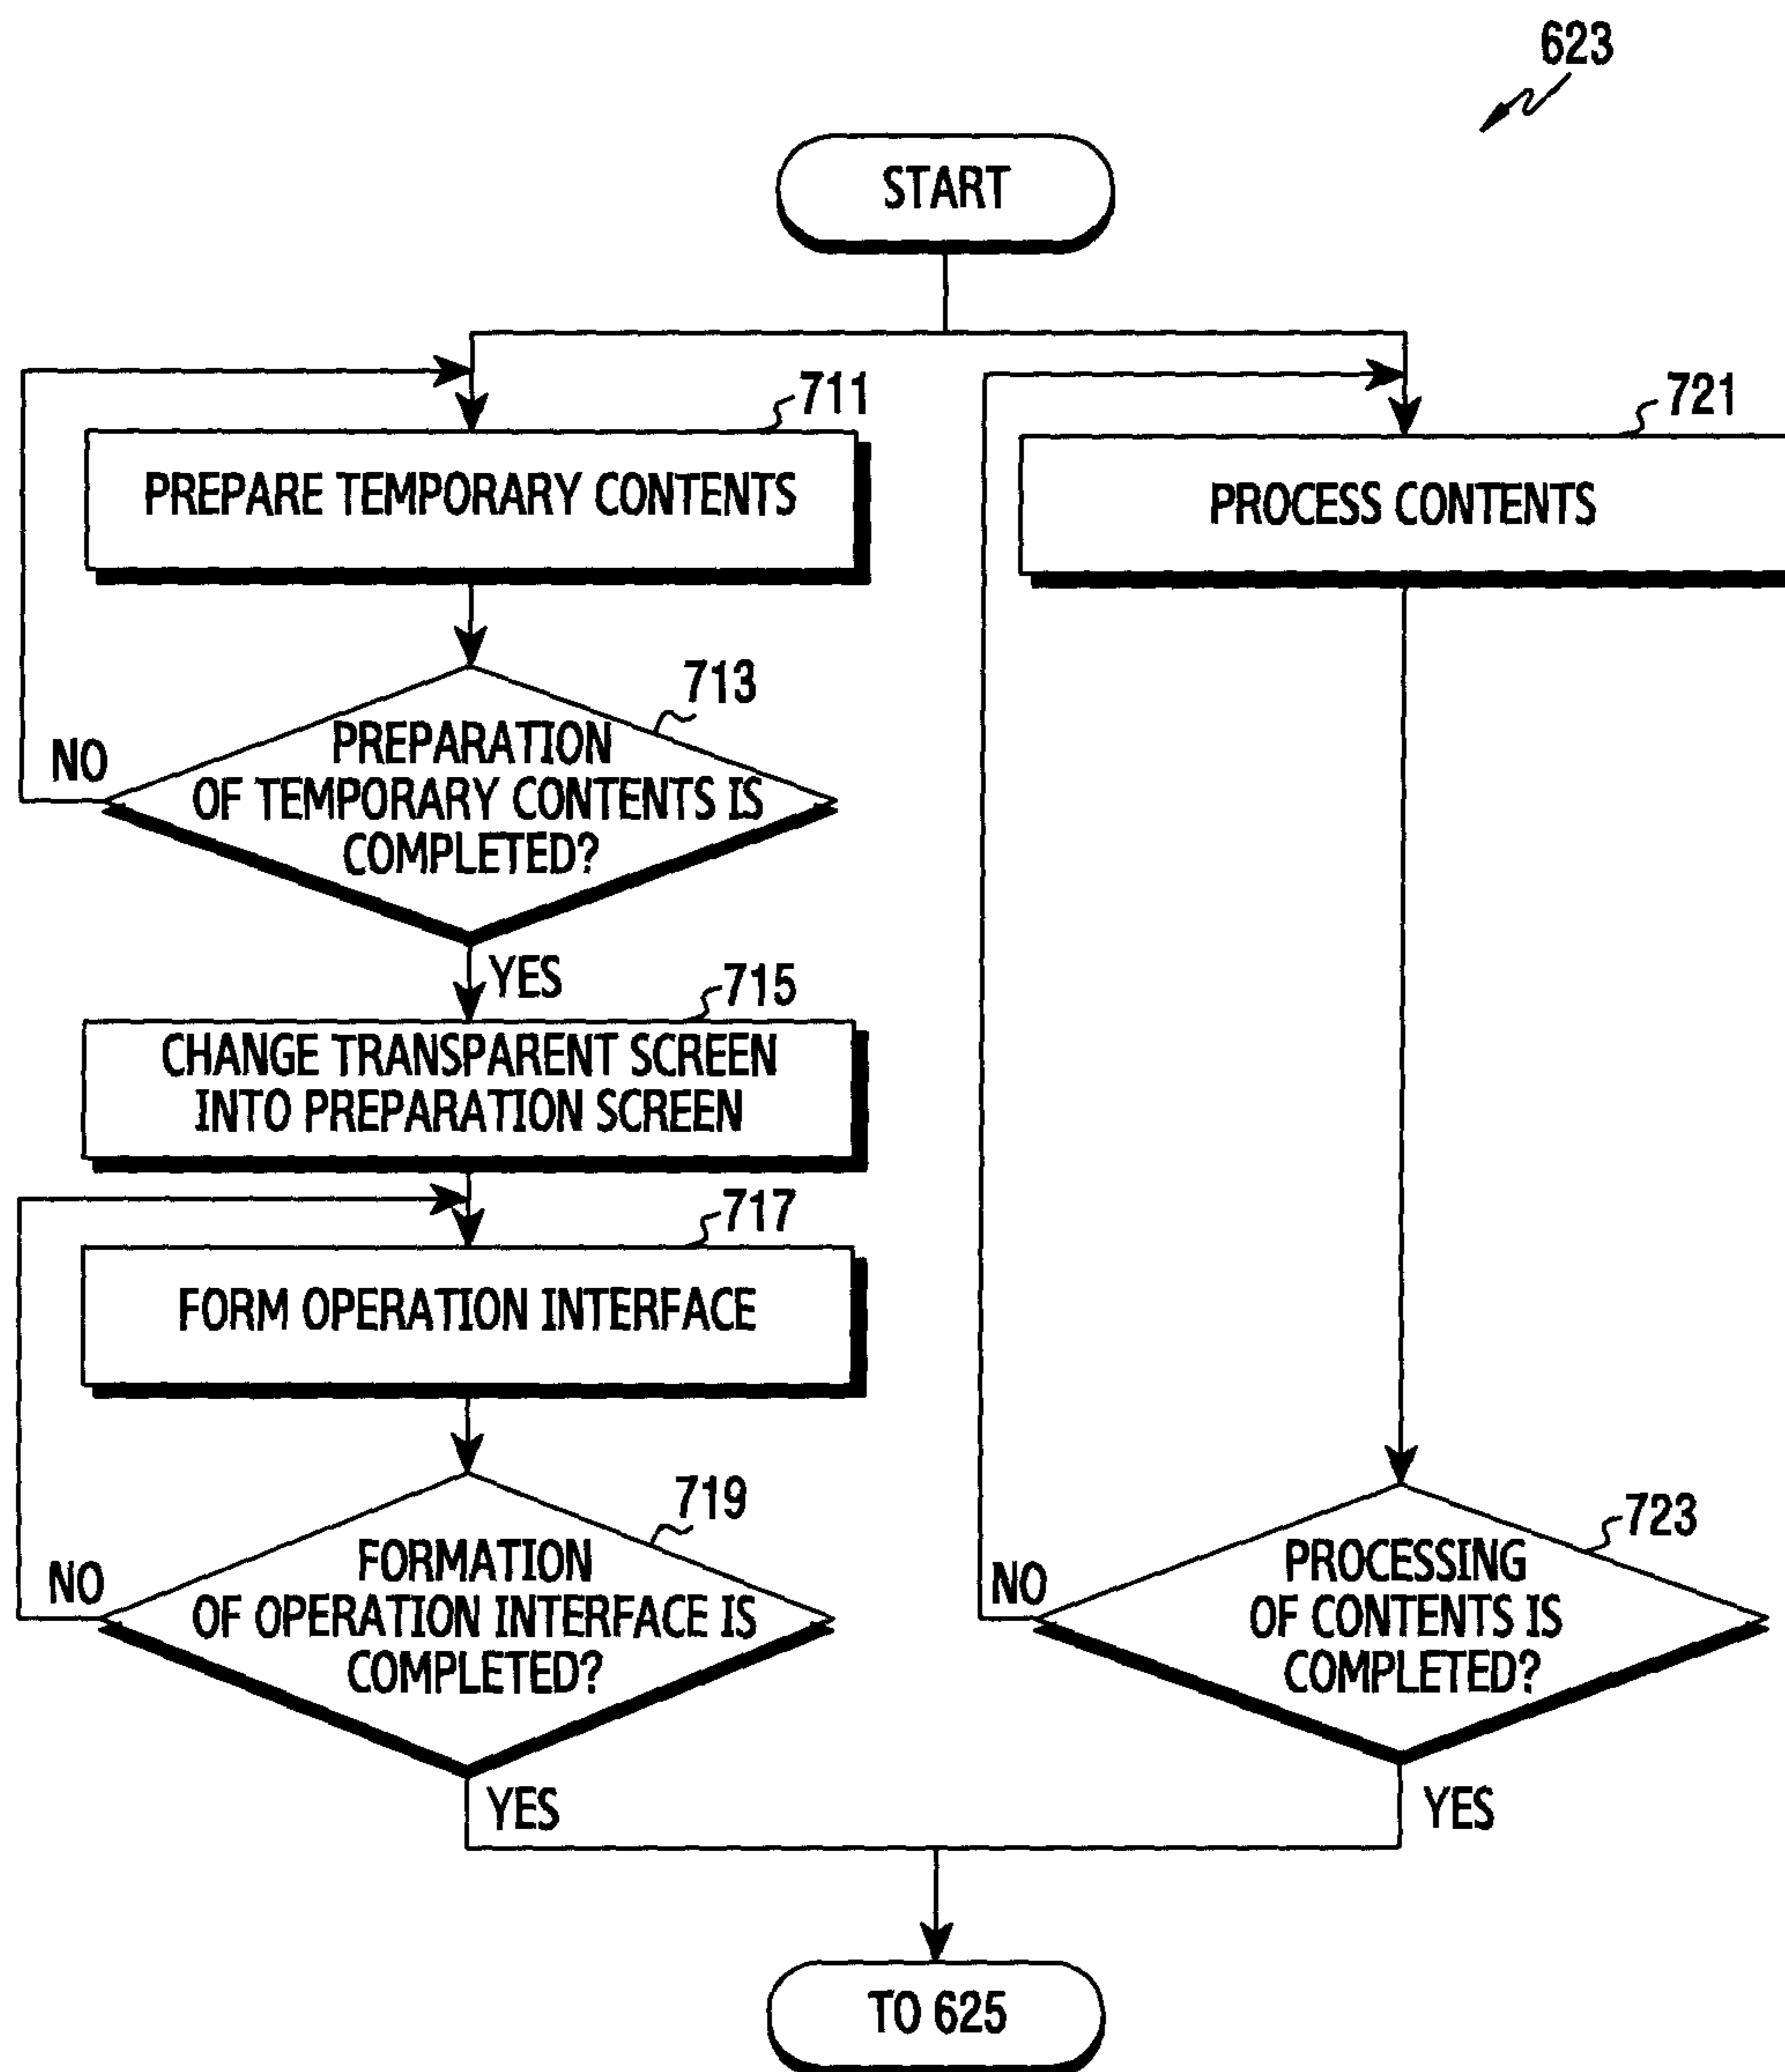 623
START
711
PREPARE TEMPORARY CONTENTS
713
PREPARATION
OF TEMPORARY CONTENTS IS
COMPLETED?
NO
YES
715
CHANGE TRANSPARENT SCREEN
INTO PREPARATION SCREEN
717
FORM OPERATION INTERFACE
719
FORMATION
OF OPERATION INTERFACE IS
COMPLETED?
NO
YES
721
PROCESS CONTENTS
723
PROCESSING
OF CONTENTS IS
COMPLETED?
NO
YES
TO 625